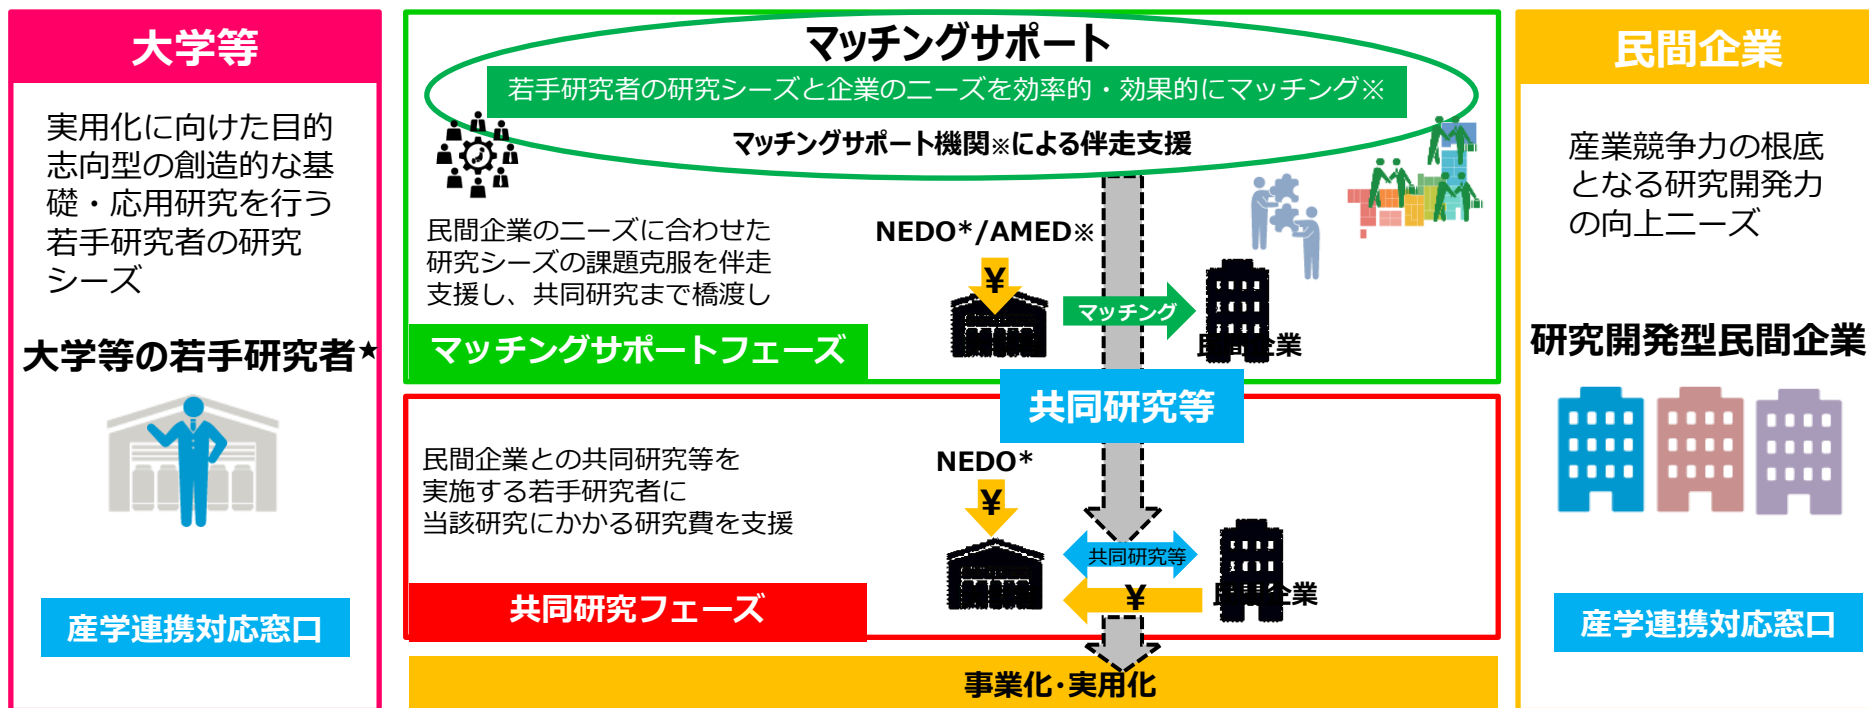 大学等
実用化に向けた目的
志向型の創造的な基
礎・応用研究を行う
若手研究者の研究
シーズ
大学等の若手研究者★
産学連携対応窓口
マッチングサポート
若手研究者の研究シーズと企業のニーズを効率的・効果的にマッチング※
マッチングサポート機関※による伴走支援
民間企業のニーズに合わせた
研究シーズの課題克服を伴走
支援し、共同研究まで橋渡し
NEDO*/AMED※
¥
マッチング
民間企業
マッチングサポートフェーズ
共同研究等
民間企業との共同研究等を
実施する若手研究者に
当該研究にかかる研究費を支援
NEDO*
¥
共同研究等
¥
民間企業
共同研究フェーズ
事業化・実用化
民間企業
産業競争力の根底
となる研究開発力
の向上ニーズ
研究開発型民間企業
産学連携対応窓口